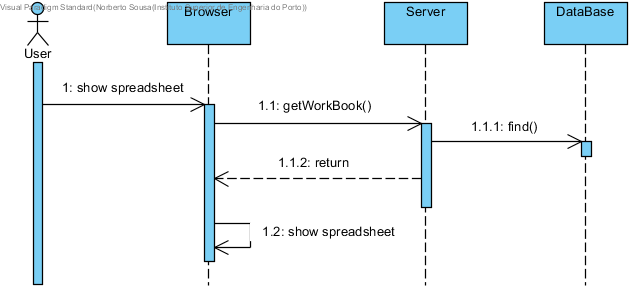 Visual Paradigm Standard(Norberto Sousa(Instituto Superior de Engenharia do Porto))
Browser
Server
DataBase
User
1: show spreadsheet
1.1: getWorkBook()
1.1.1: find()
1.1.2: return
1.2: show spreadsheet